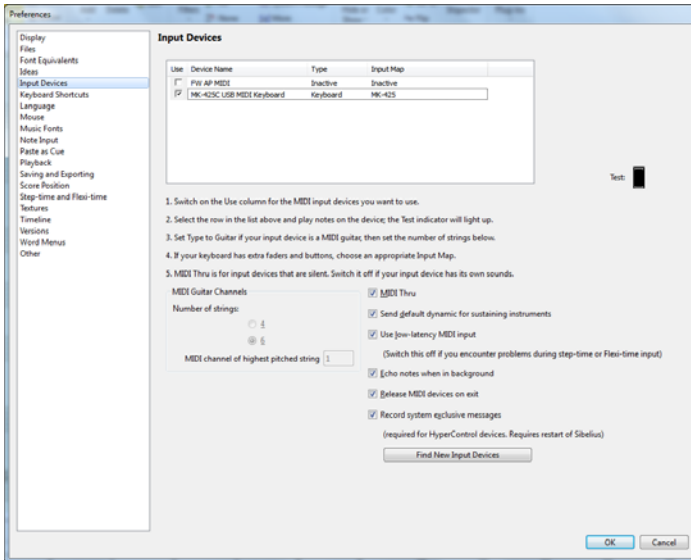 Preferences
Display
Files
Font Equivalents
Ideas
Input Devices
Keyboard Shortcuts
Language
Mouse
Music Fonts
Note Input
Paste as Cue
Playback
Saving and Exporting
Score Position
Step-time and Flexi-time
Textures
Timeline
Versions
Word Menus
Other
Input Devices
Use Device Name Type Input Map
FW AP MIDI Inactive Inactive
MK-425C USB MIDI Keyboard Keyboard MK-425
Test:
1. Switch on the Use column for the MIDI input devices you want to use.
2. Select the row in the list above and play notes on the device; the Test indicator will light up.
3. Set Type to Guitar if your input device is a MIDI guitar, then set the number of strings below.
4. If your keyboard has extra faders and buttons, choose an appropriate Input Map.
5. MIDI Thru is for input devices that are silent. Switch it off if your input device has its own sounds.
MIDI Guitar Channels
Number of strings:
4
6
MIDI channel of highest pitched string 1
MIDI Thru
Send default dynamic for sustaining instruments
Use low-latency MIDI input
(Switch this off if you encounter problems during step-time or Flexi-time input)
Echo notes when in background
Release MIDI devices on exit
Record system exclusive messages
(required for HyperControl devices. Requires restart of Sibelius)
Find New Input Devices
OK Cancel